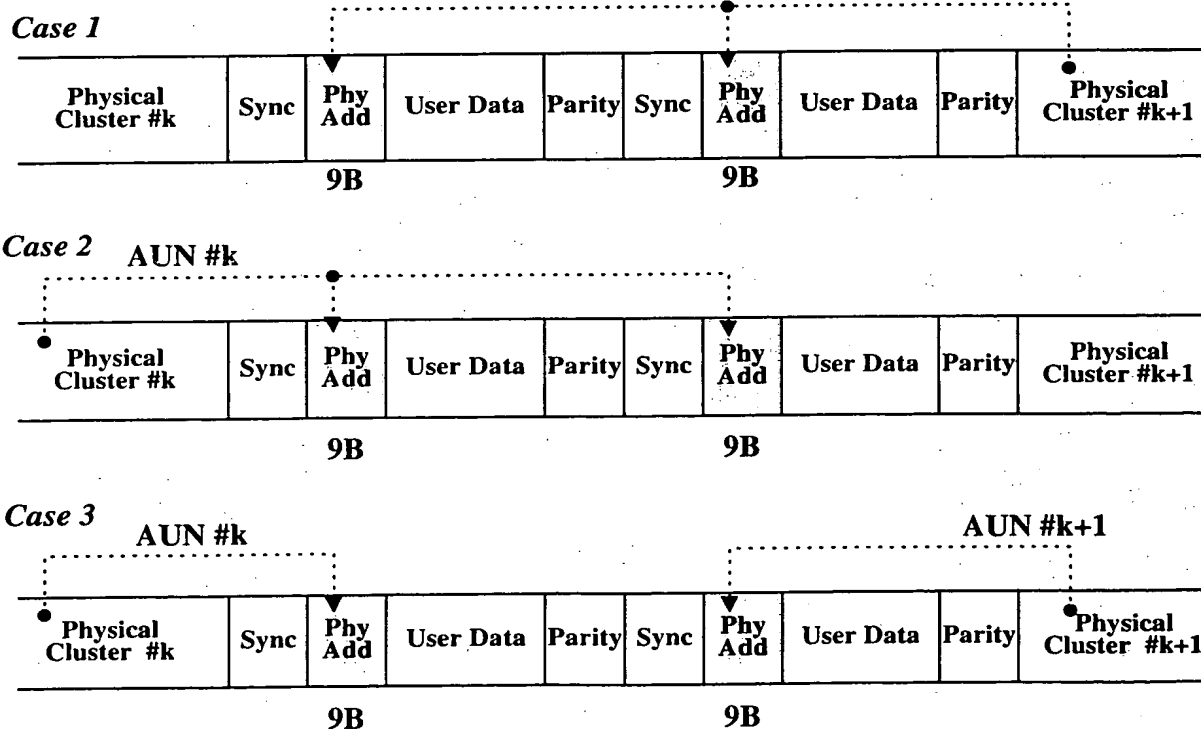 Case 1
Physical
Cluster #k
Sync
Phy
Add
User Data
Parity
Sync
Phy
Add
User Data
Parity
Physical
Cluster #k+1
9B
9B
Case 2
AUN #k
Physical
Cluster #k
Sync
Phy
Add
User Data
Parity
Sync
Phy
Add
User Data
Parity
Physical
Cluster #k+1
9B
9B
Case 3
AUN #k
AUN #k+1
Physical
Cluster #k
Sync
Phy
Add
User Data
Parity
Sync
Phy
Add
User Data
Parity
Physical
Cluster #k+1
9B
9B